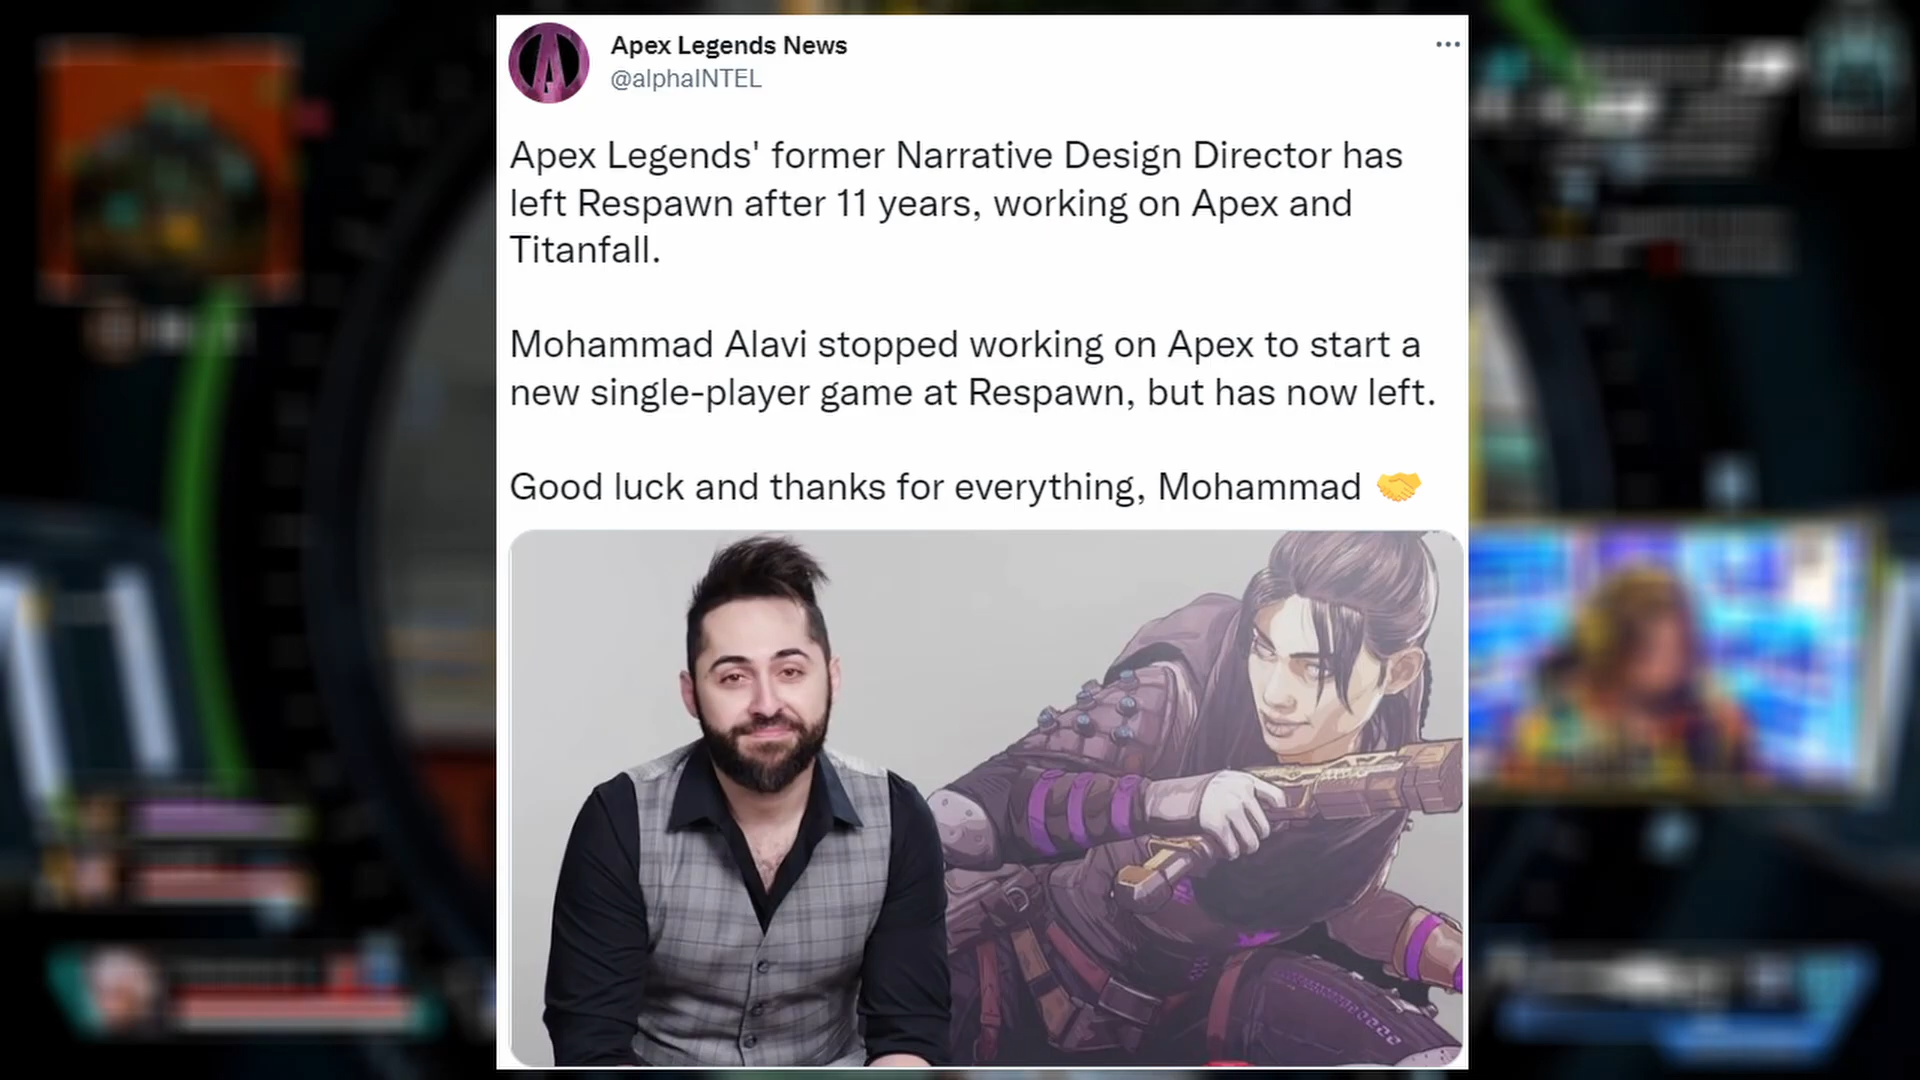 Apex Legends News
@alphaINTEL
Apex Legends' former Narrative Design Director has
left Respawn after 11 years, working on Apex and
Titanfall.
Mohammad Alavi stopped working on Apex to start a
new single-player game at Respawn, but has now left.
Good luck and thanks for everything, Mohammad 🤝